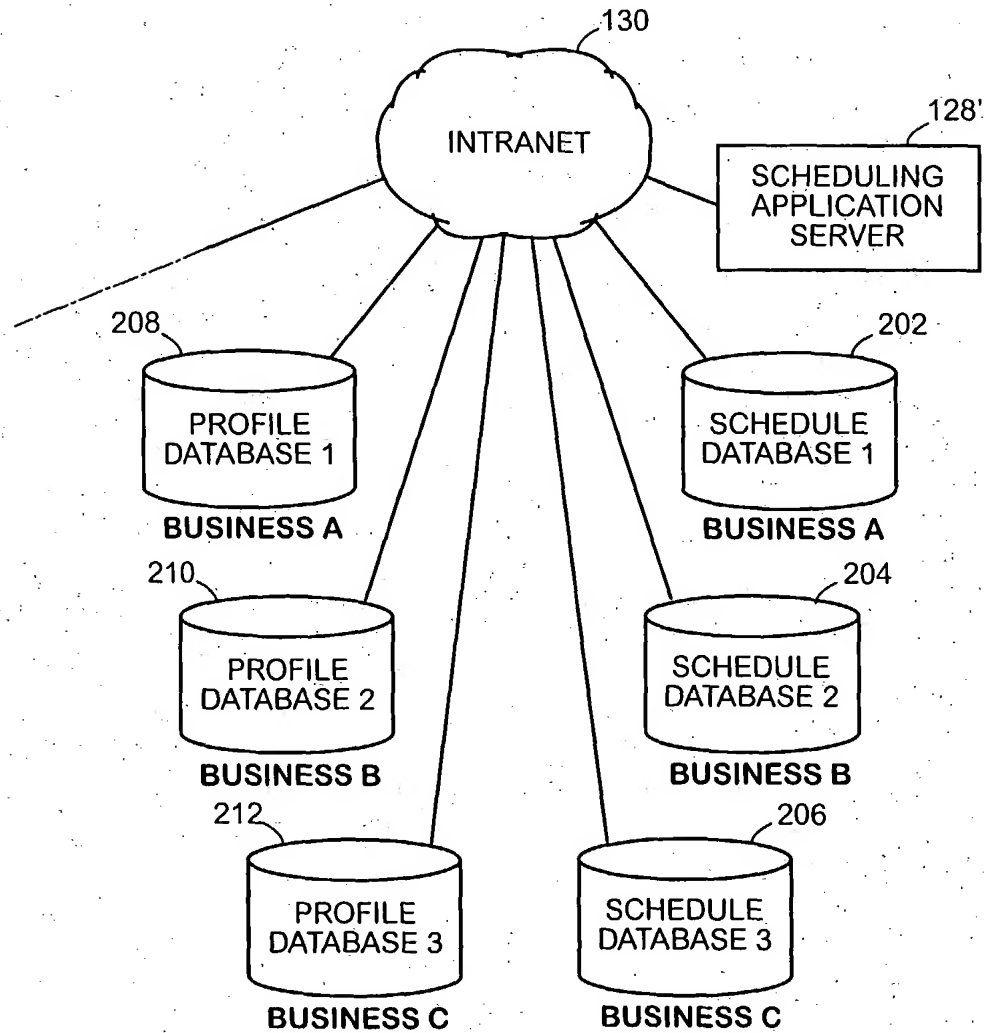 130
INTRANET
128'
SCHEDULING
APPLICATION
SERVER
208
PROFILE
DATABASE 1
BUSINESS A
202
SCHEDULE
DATABASE 1
BUSINESS A
210
PROFILE
DATABASE 2
BUSINESS B
204
SCHEDULE
DATABASE 2
BUSINESS B
212
PROFILE
DATABASE 3
BUSINESS C
206
SCHEDULE
DATABASE 3
BUSINESS C